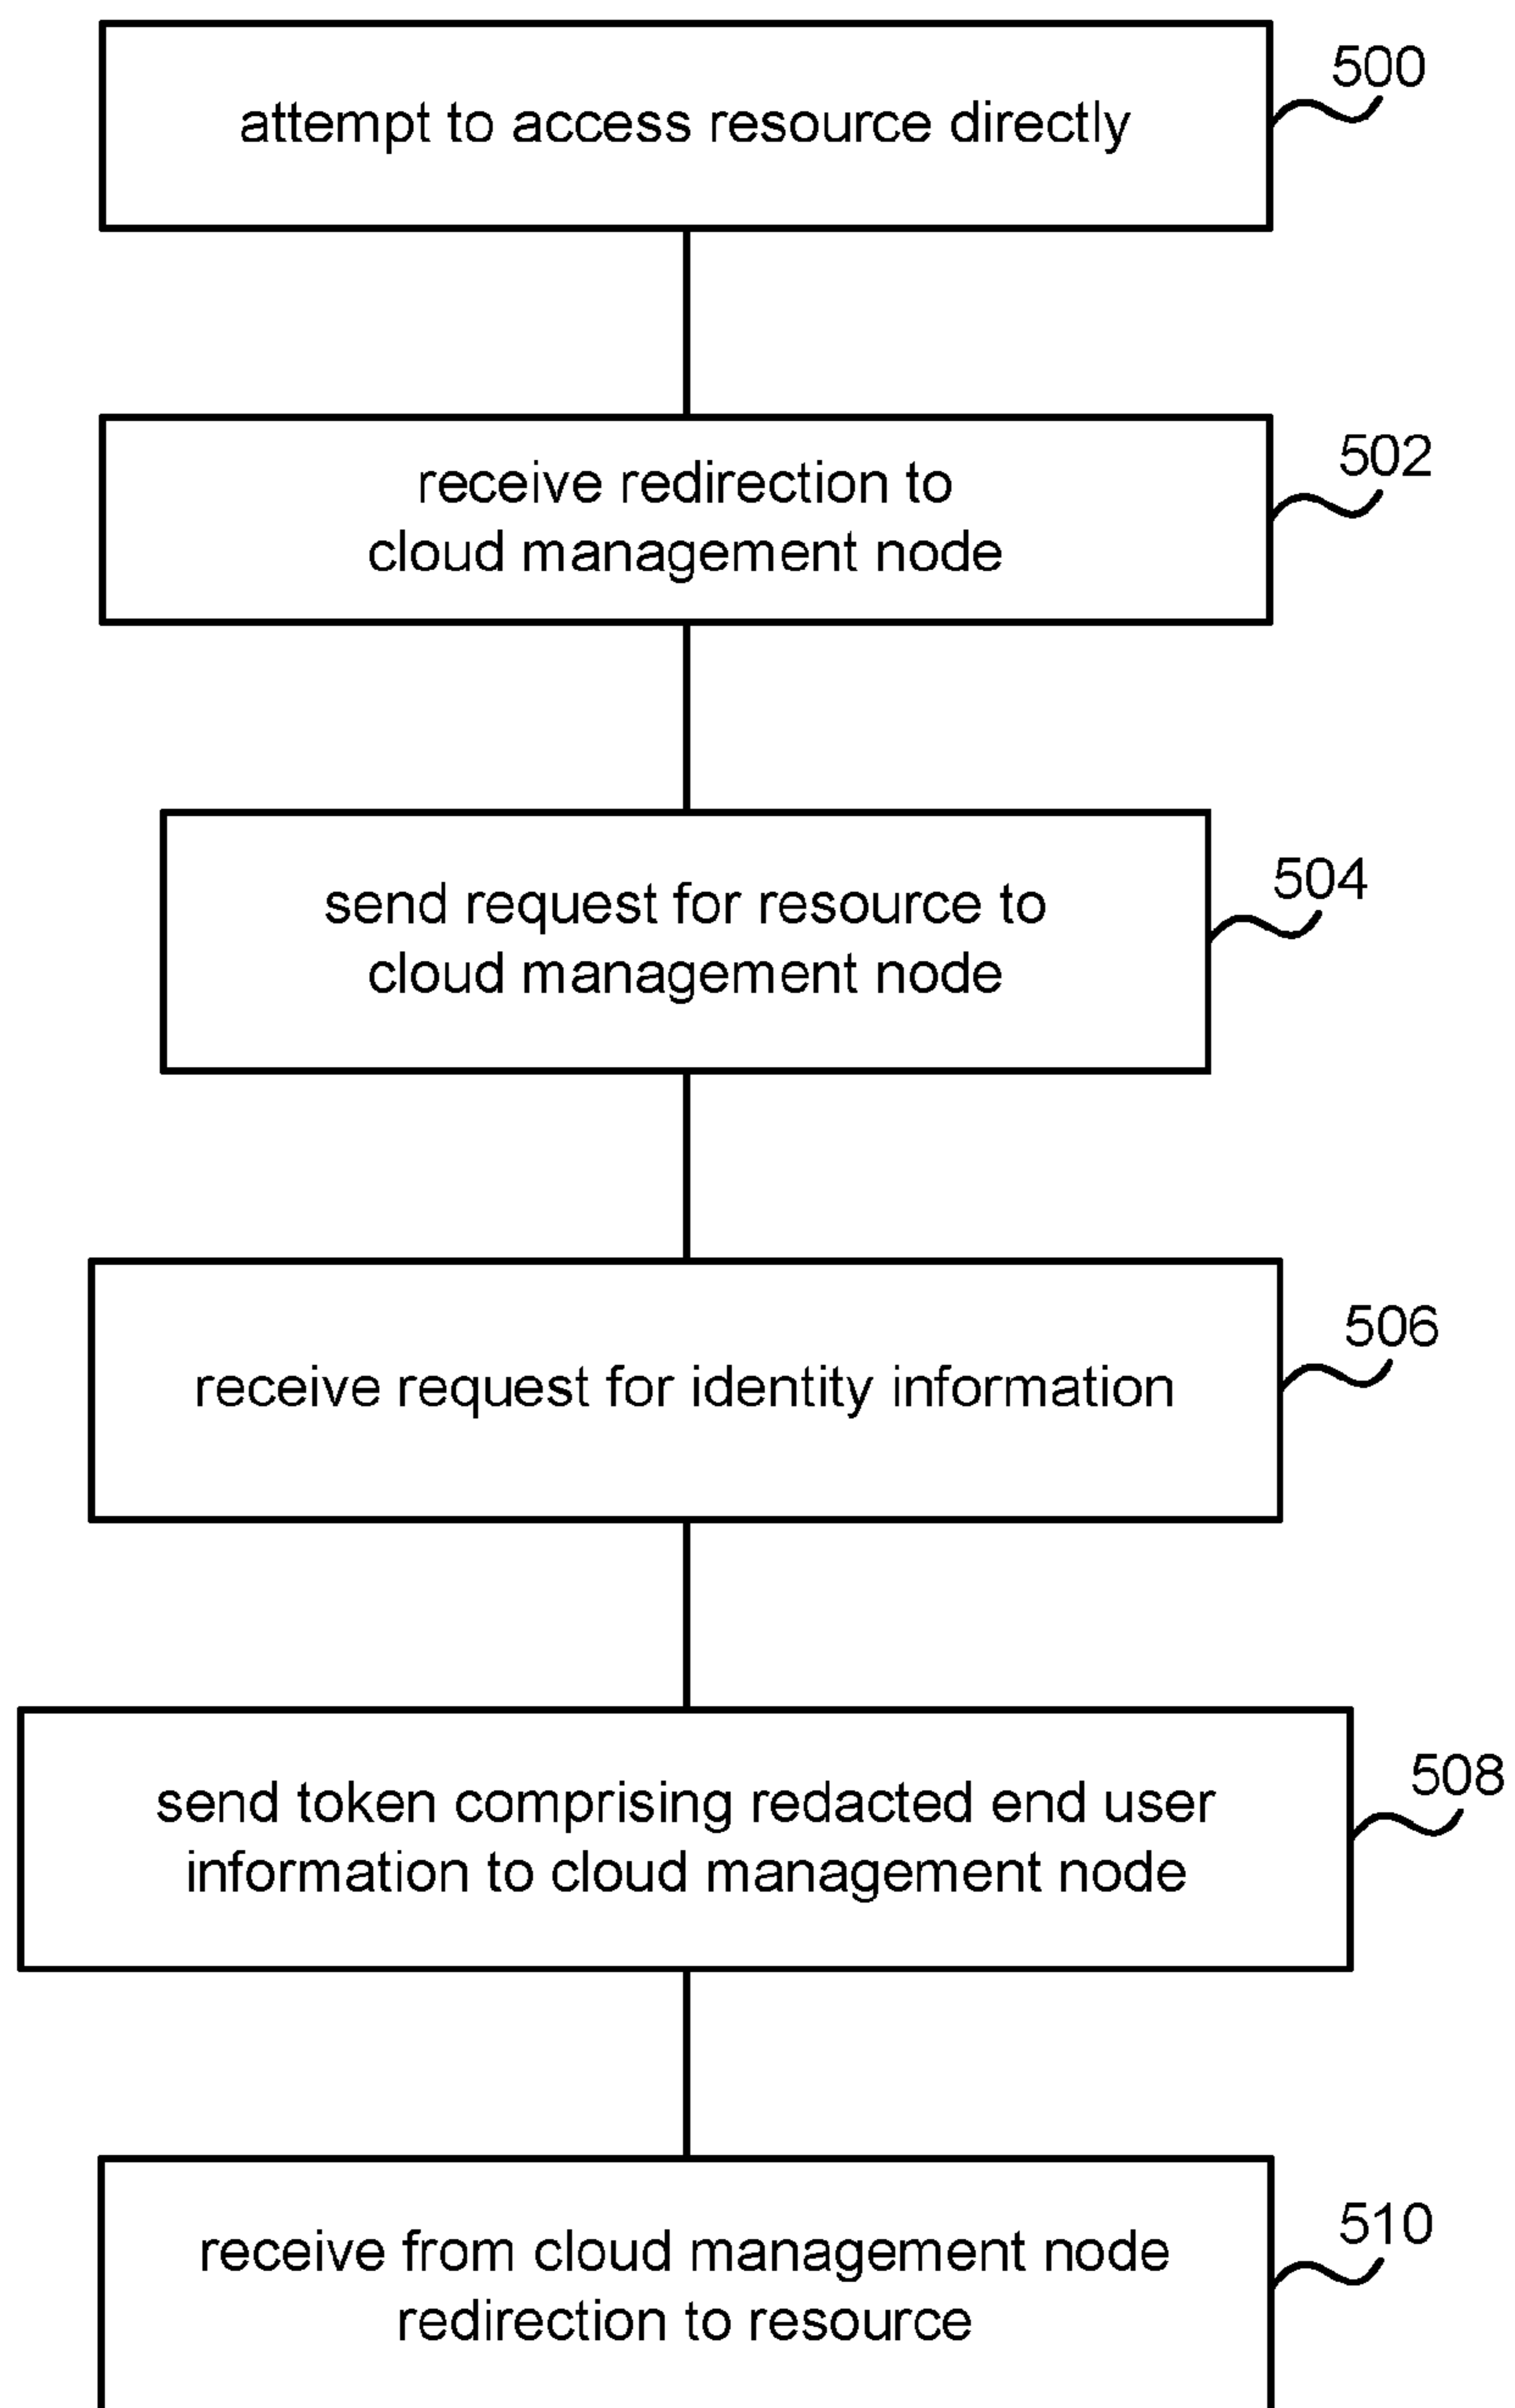 attempt to access resource directly
500
receive redirection to
cloud management node
502
send request for resource to
cloud management node
504
receive request for identity information
506
send token comprising redacted end user
information to cloud management node
508
receive from cloud management node
redirection to resource
510